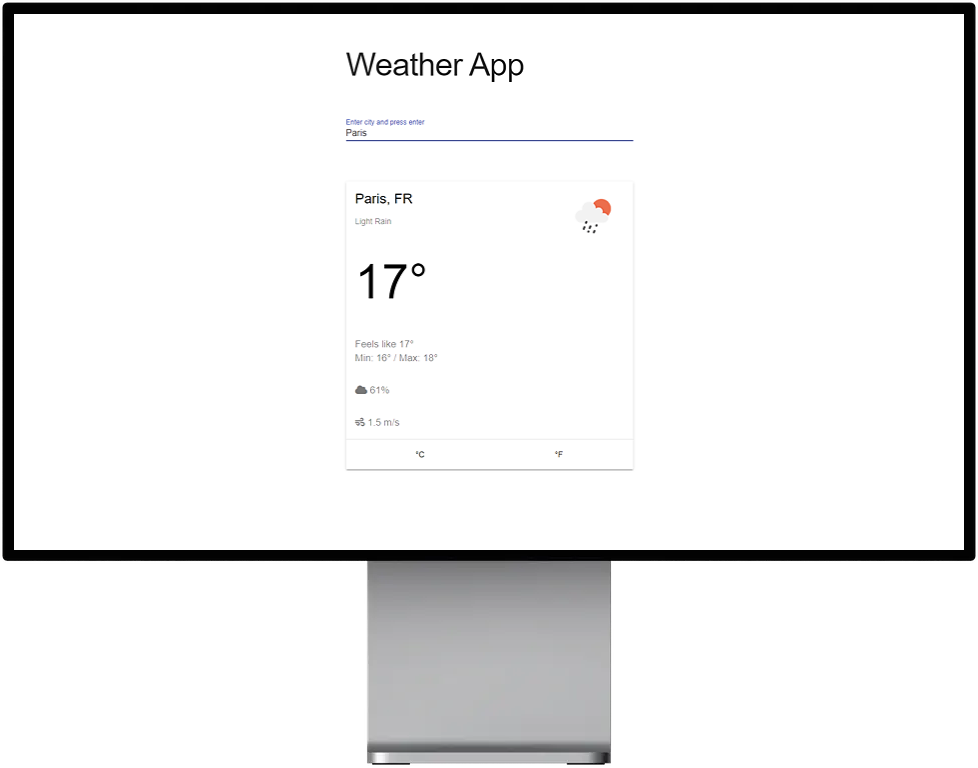 Weather App
Enter city and press enter
Paris
Paris, FR
Light Rain
17°
Feels like 17°
Min: 16° / Max: 18°
61%
1.5 m/s
°C °F